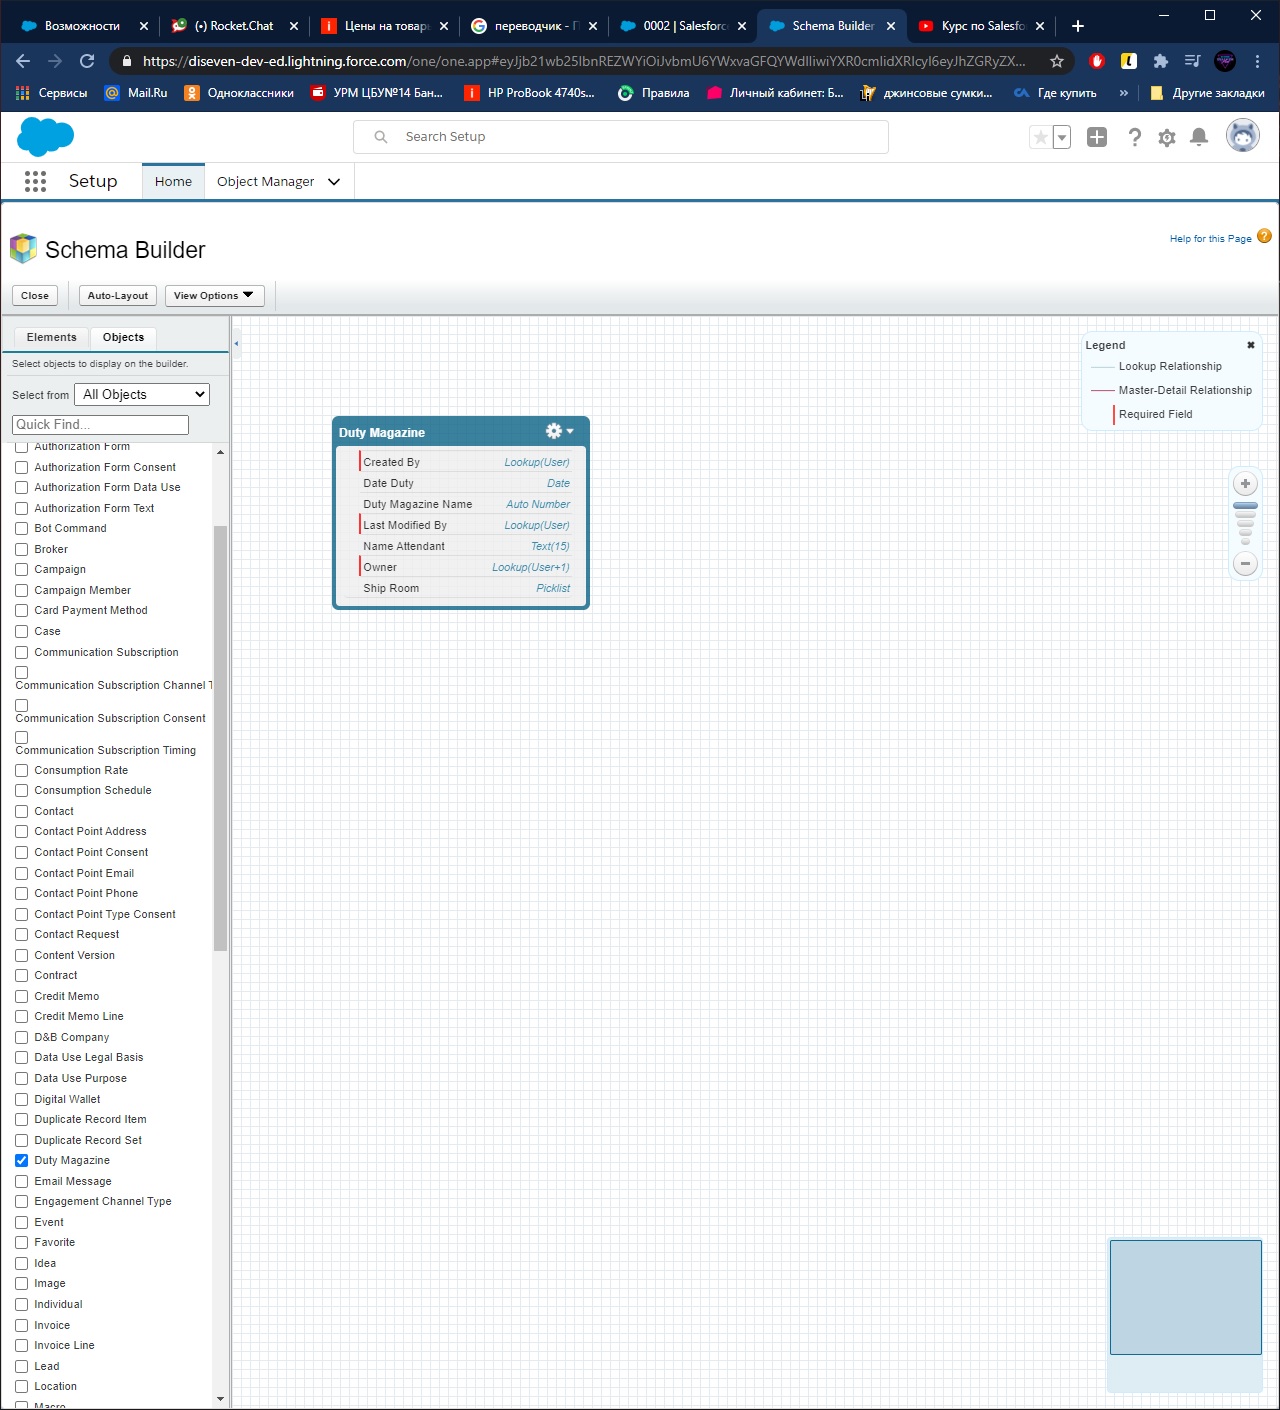 Возможности
(•) Rocket.Chat
Цены на товар
переводчик - П
0002 | Salesforc
Schema Builder
Курс по Salesfo
https://diseven-dev-ed.lightning.force.com
Сервисы
Mail.Ru
Одноклассники
УРМ ЦБУ№14 Бан...
HP ProBook 4740s...
Правила
Личный кабинет: Б...
джинсовые сумки...
Где купить
»
Другие закладки
Search Setup
Setup
Home
Object Manager
Schema Builder
Help for this Page
Close
Auto-Layout
View Options
Elements
Objects
Select objects to display on the builder.
Select from
All Objects
Quick Find...
Authorization Form
Authorization Form Consent
Authorization Form Data Use
Authorization Form Text
Bot Command
Broker
Campaign
Campaign Member
Card Payment Method
Case
Communication Subscription
Communication Subscription Channel T
Communication Subscription Consent
Communication Subscription Timing
Consumption Rate
Consumption Schedule
Contact
Contact Point Address
Contact Point Consent
Contact Point Email
Contact Point Phone
Contact Point Type Consent
Contact Request
Content Version
Contract
Credit Memo
Credit Memo Line
D&B Company
Data Use Legal Basis
Data Use Purpose
Digital Wallet
Duplicate Record Item
Duplicate Record Set
Duty Magazine
Email Message
Engagement Channel Type
Event
Favorite
Idea
Image
Individual
Invoice
Invoice Line
Lead
Location
Macro
Duty Magazine
Created By Lookup(User)
Date Duty Date
Duty Magazine Name Auto Number
Last Modified By Lookup(User)
Name Attendant Text(15)
Owner Lookup(User+1)
Ship Room Picklist
Legend
Lookup Relationship
Master-Detail Relationship
Required Field